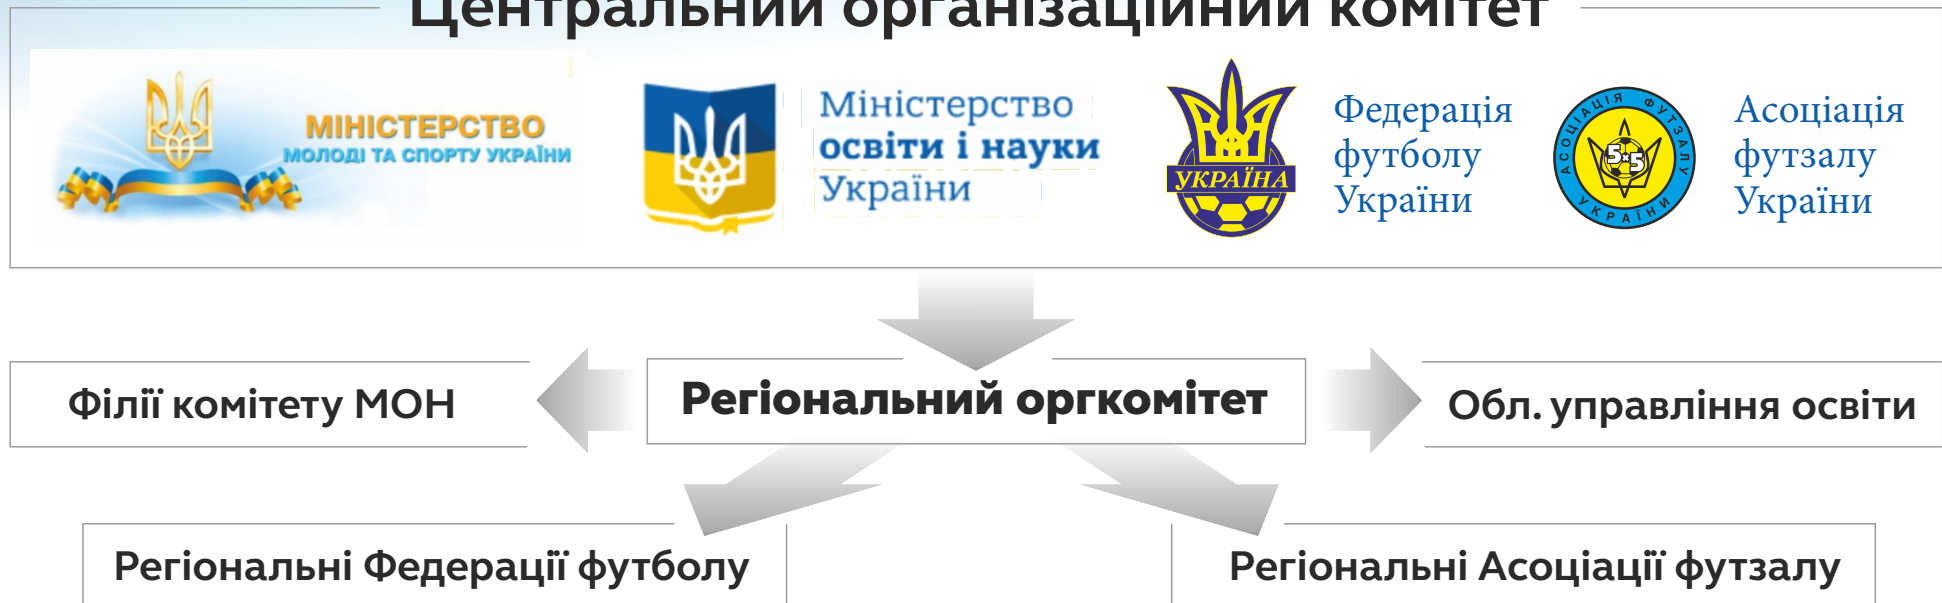 Центральний організаційний комітет
МІНІСТЕРСТВО
МОЛОДІ ТА СПОРТУ УКРАЇНИ
Міністерство
освіти і науки
України
УКРАЇНА
Федерація
футболу
України
АСОЦІАЦІЯ ФУТЗАЛУ
5×5
УКРАЇНИ
Асоціація
футзалу
України
Філії комітету МОН
Регіональний оргкомітет
Обл. управління освіти
Регіональні Федерації футболу
Регіональні Асоціації футзалу